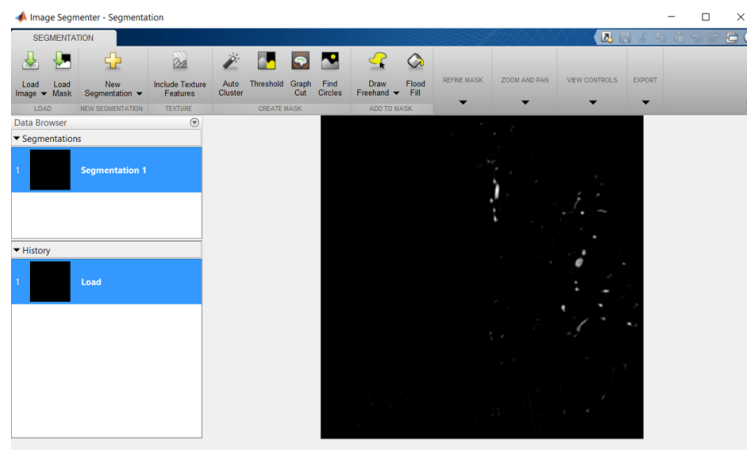 Image Segmenter - Segmentation
SEGMENTATION
Load Image
Load Mask
New Segmentation
Include Texture Features
Auto Cluster
Threshold
Graph Cut
Find Circles
Draw Freehand
Flood Fill
REFINE MASK
ZOOM AND PAN
VIEW CONTROLS
EXPORT
LOAD
NEW SEGMENTATION
TEXTURE
CREATE MASK
ADD TO MASK
Data Browser
Segmentations
1 Segmentation 1
History
1 Load